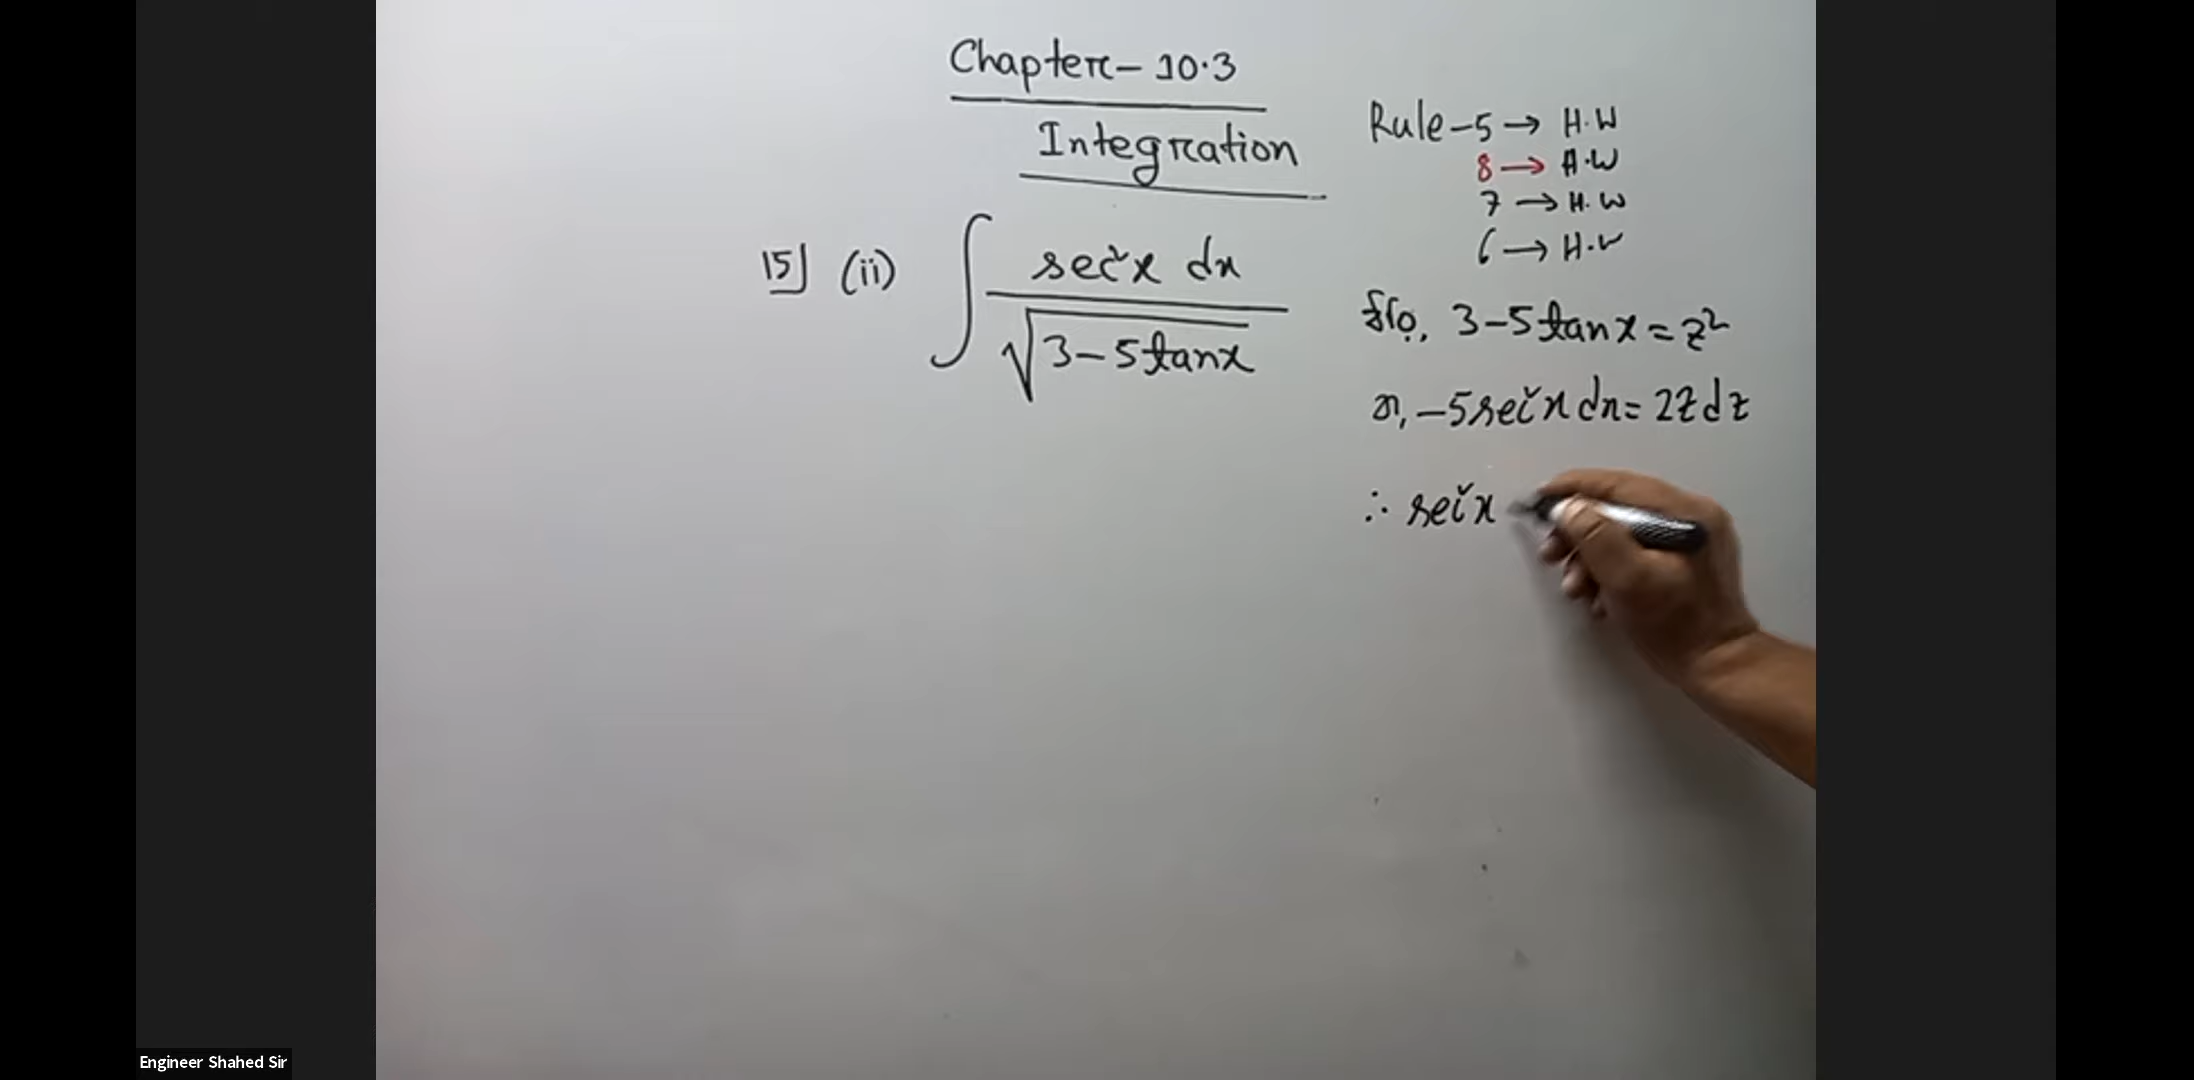 Chapter - 10.3
Integration
Rule - 5 → H.W
8 → H.W
7 → H.W
6 → H.W
15] (ii) ∫ sec²x dx / √(3 - 5tanx)
ধরি, 3 - 5tanx = z²
বা, -5sec²x dx = 2z dz
∴ sec²x
Engineer Shahed Sir